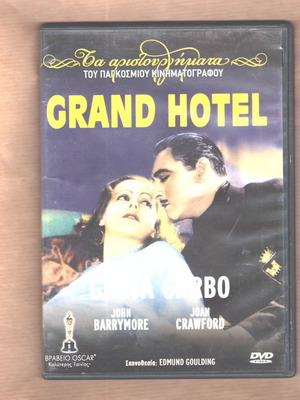 Τα αριστουργήματα
ΤΟΥ ΠΑΓΚΟΣΜΙΟΥ ΚΙΝΗΜΑΤΟΓΡΑΦΟΥ
GRAND HOTEL
GRETA GARBO
JOHN BARRYMORE
JOAN CRAWFORD
ΒΡΑΒΕΙΟ OSCAR®
Καλύτερης Ταινίας
Σκηνοθεσία: EDMUND GOULDING
DVD